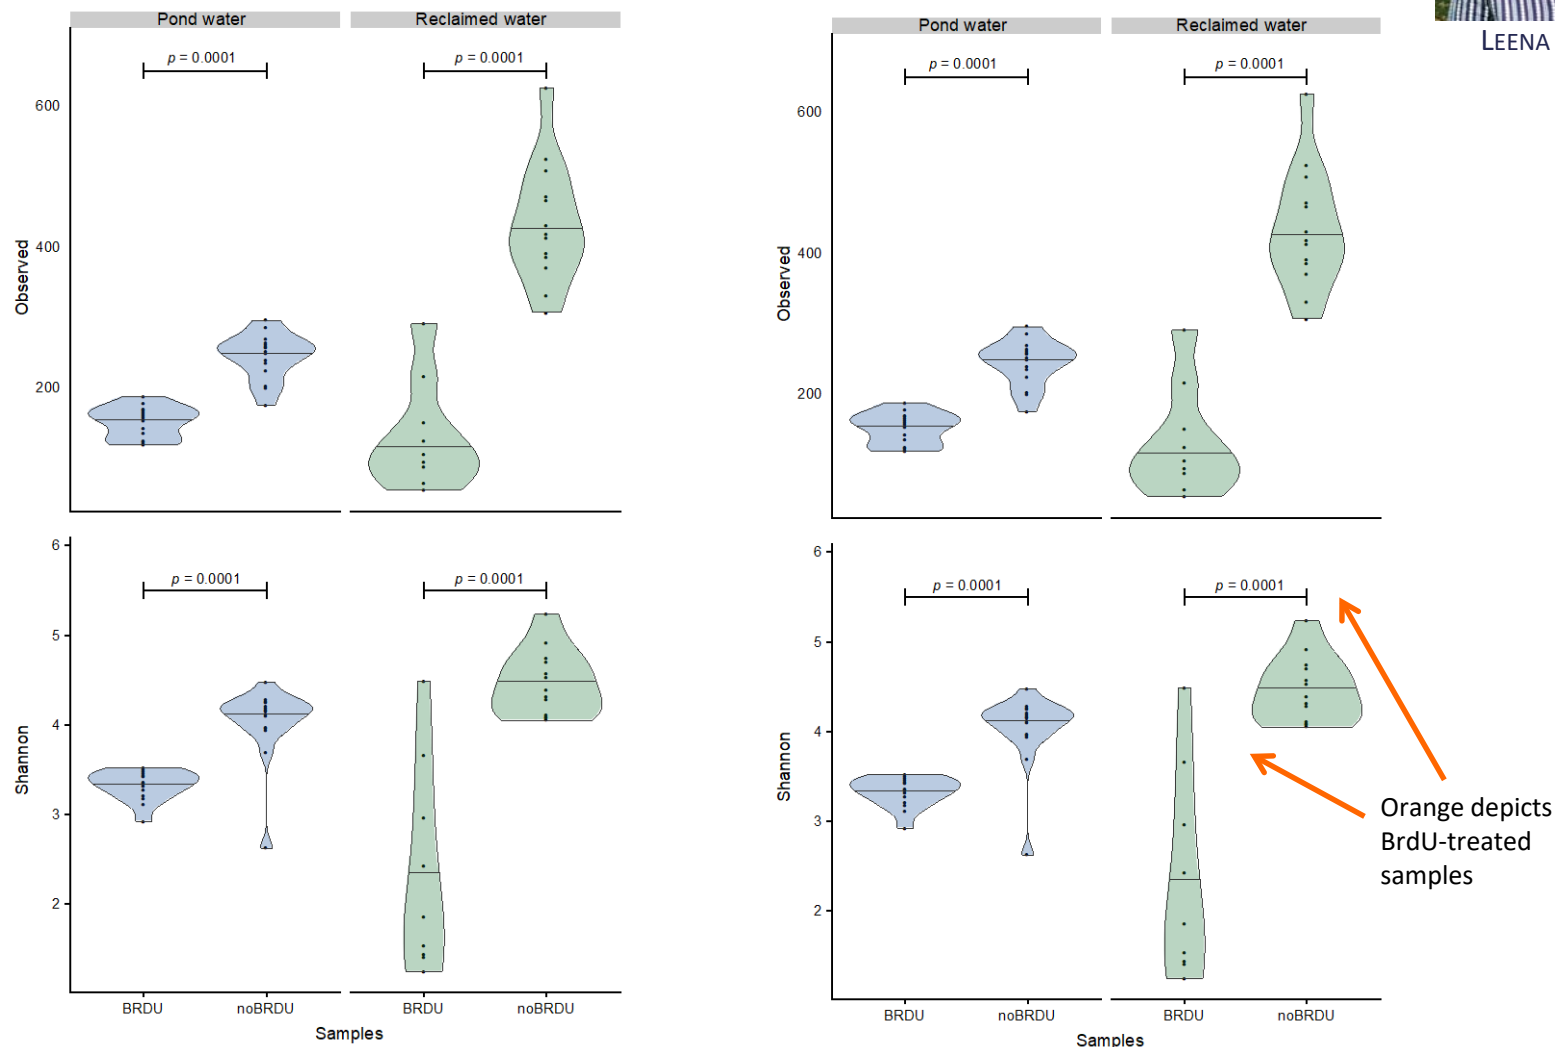 Pond water
Reclaimed water
p = 0.0001
p = 0.0001
600
400
200
Observed
p = 0.0001
p = 0.0001
6
5
4
3
2
Shannon
BRDU
noBRDU
BRDU
noBRDU
Samples
Pond water
Reclaimed water
p = 0.0001
p = 0.0001
600
400
200
Observed
p = 0.0001
p = 0.0001
6
5
4
3
2
Shannon
BRDU
noBRDU
BRDU
noBRDU
Samples
LEENA
Orange depicts
BrdU-treated
samples